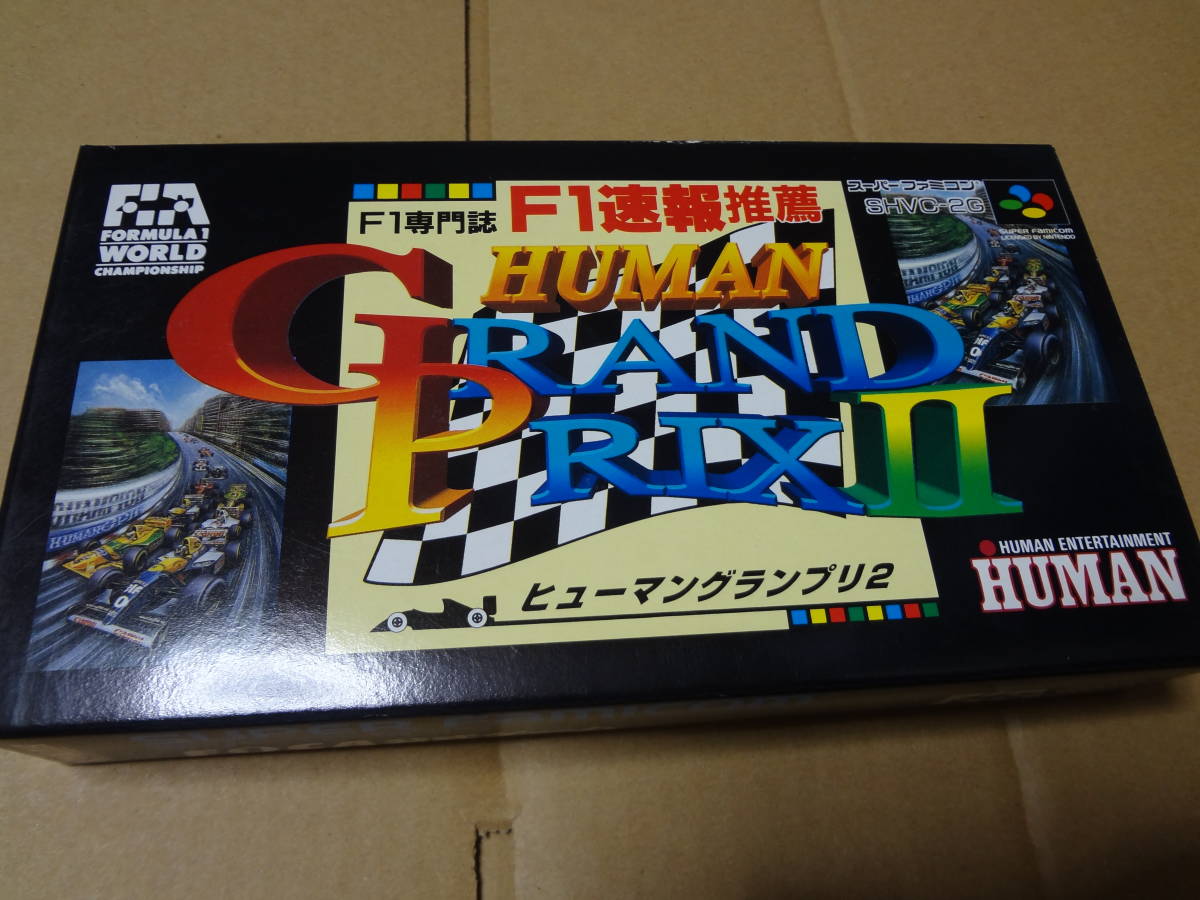 FIA
FORMULA 1
WORLD
CHAMPIONSHIP
F1専門誌 F1速報推薦
スーパーファミコン
SHVC-2G
SUPER FAMICOM
LICENSED BY NINTENDO
HUMAN
GRAND
PRIX II
ヒューマングランプリ2
HUMAN ENTERTAINMENT
HUMAN